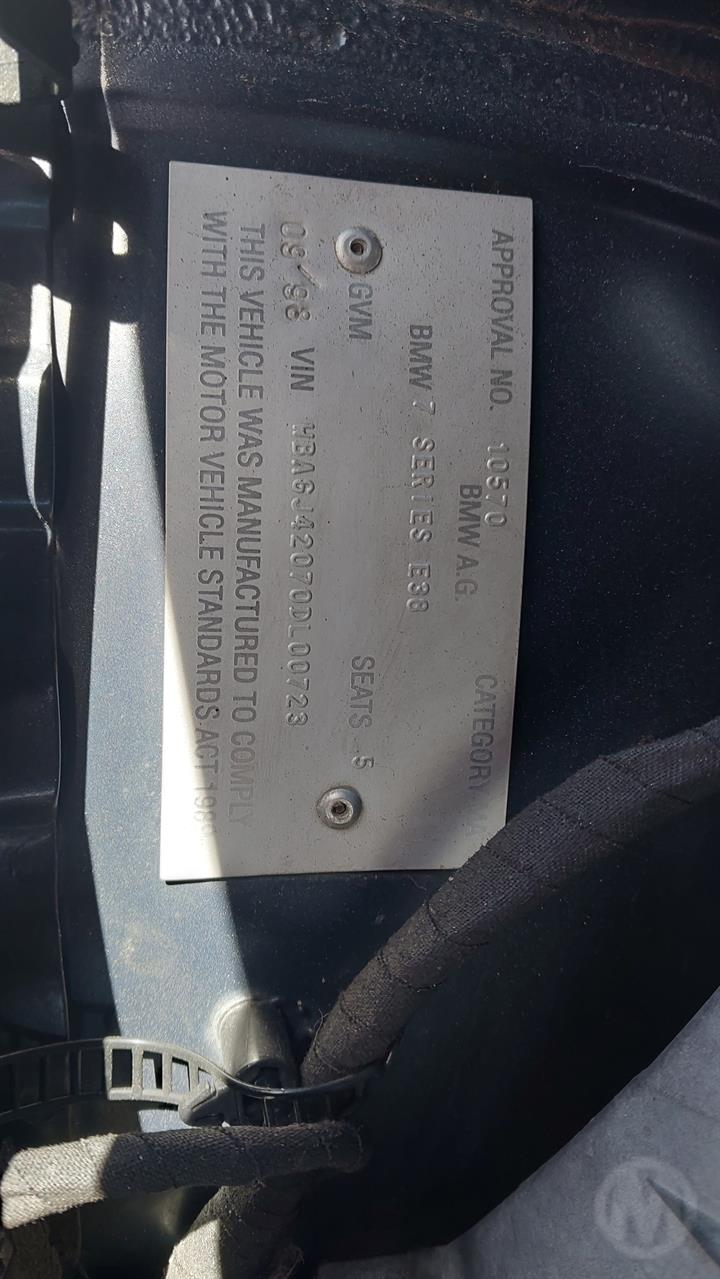 APPROVAL NO. 10570 CATEGORY
BMW A.G.
BMW 7 SERIES E38
GVM SEATS 5
09/98 VIN WBAGJ42070DL00723
THIS VEHICLE WAS MANUFACTURED TO COMPLY
WITH THE MOTOR VEHICLE STANDARDS ACT
M